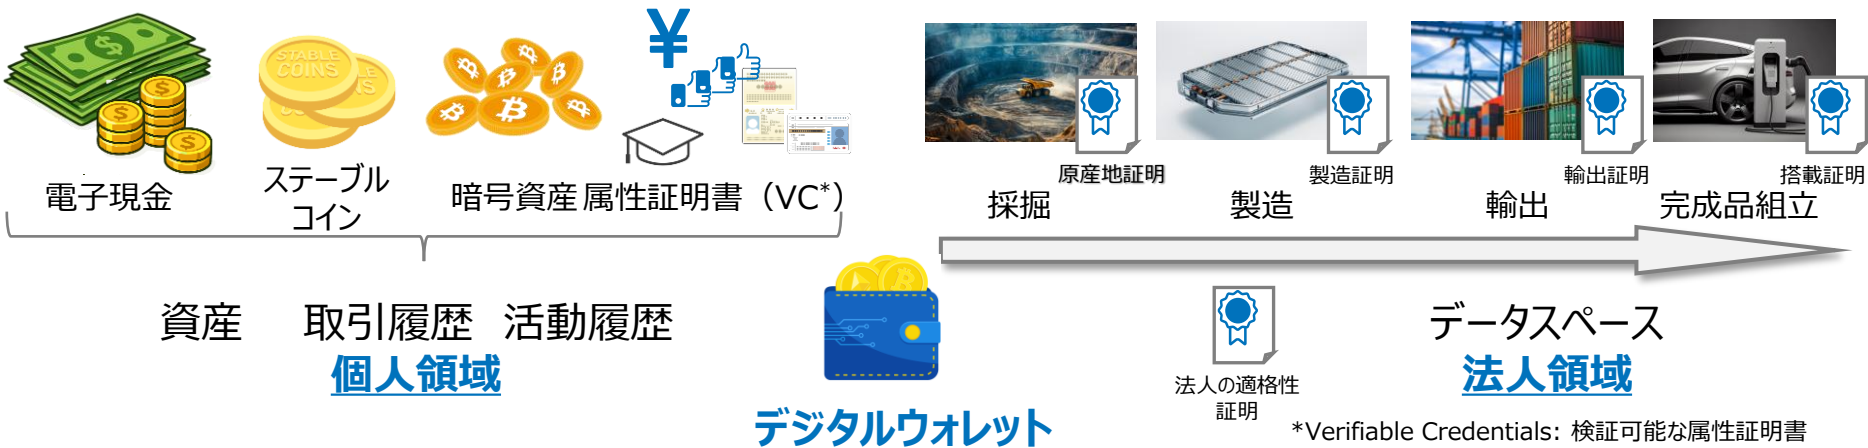 STABLE
COINS
¥
電子現金
ステーブル
コイン
暗号資産
属性証明書（VC*）
資産
取引履歴
活動履歴
個人領域
デジタルウォレット
原産地証明
採掘
製造証明
製造
輸出証明
輸出
搭載証明
完成品組立
法人の適格性
証明
データスペース
法人領域
*Verifiable Credentials: 検証可能な属性証明書